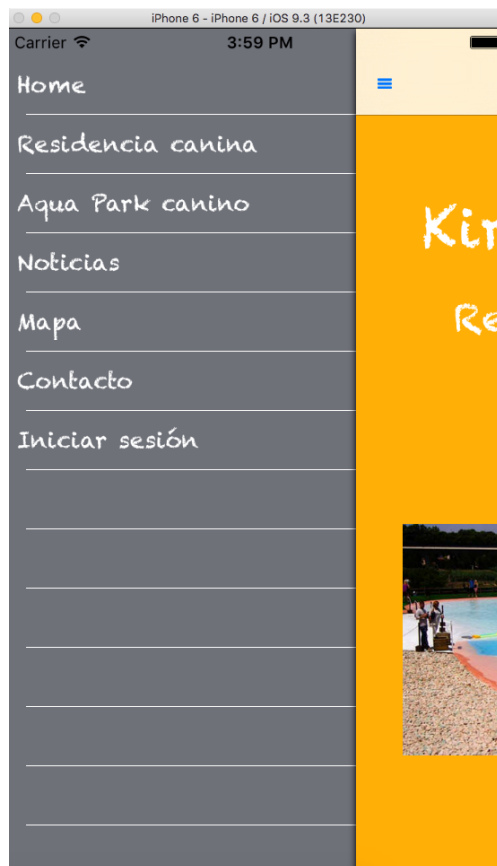 iPhone 6 - iPhone 6 / iOS 9.3 (13E230)
Carrier 3:59 PM
Home
Residencia canina
Aqua Park canino
Noticias
Mapa
Contacto
Iniciar sesión